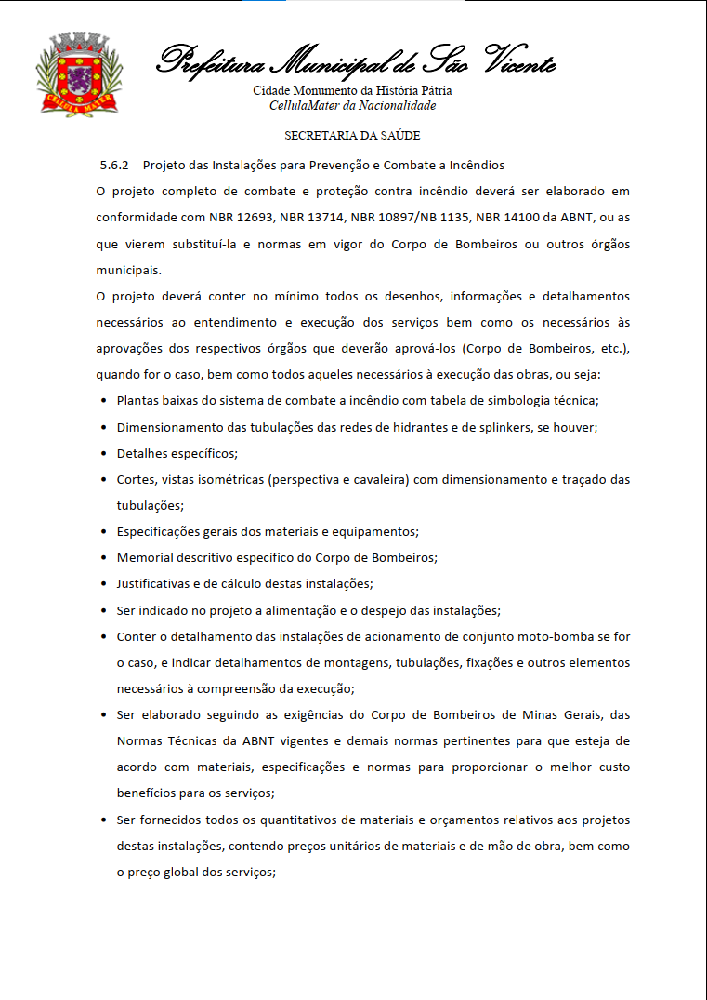 CELLULA MATER
Prefeitura Municipal de São Vicente
Cidade Monumento da História Pátria
CellulaMater da Nacionalidade
SECRETARIA DA SAÚDE
5.6.2 Projeto das Instalações para Prevenção e Combate a Incêndios
O projeto completo de combate e proteção contra incêndio deverá ser elaborado em
conformidade com NBR 12693, NBR 13714, NBR 10897/NB 1135, NBR 14100 da ABNT, ou as
que vierem substituí-la e normas em vigor do Corpo de Bombeiros ou outros órgãos
municipais.
O projeto deverá conter no mínimo todos os desenhos, informações e detalhamentos
necessários ao entendimento e execução dos serviços bem como os necessários às
aprovações dos respectivos órgãos que deverão aprová-los (Corpo de Bombeiros, etc.),
quando for o caso, bem como todos aqueles necessários à execução das obras, ou seja:
• Plantas baixas do sistema de combate a incêndio com tabela de simbologia técnica;
• Dimensionamento das tubulações das redes de hidrantes e de splinkers, se houver;
• Detalhes específicos;
• Cortes, vistas isométricas (perspectiva e cavaleira) com dimensionamento e traçado das
tubulações;
• Especificações gerais dos materiais e equipamentos;
• Memorial descritivo específico do Corpo de Bombeiros;
• Justificativas e de cálculo destas instalações;
• Ser indicado no projeto a alimentação e o despejo das instalações;
• Conter o detalhamento das instalações de acionamento de conjunto moto-bomba se for
o caso, e indicar detalhamentos de montagens, tubulações, fixações e outros elementos
necessários à compreensão da execução;
• Ser elaborado seguindo as exigências do Corpo de Bombeiros de Minas Gerais, das
Normas Técnicas da ABNT vigentes e demais normas pertinentes para que esteja de
acordo com materiais, especificações e normas para proporcionar o melhor custo
benefícios para os serviços;
• Ser fornecidos todos os quantitativos de materiais e orçamentos relativos aos projetos
destas instalações, contendo preços unitários de materiais e de mão de obra, bem como
o preço global dos serviços;